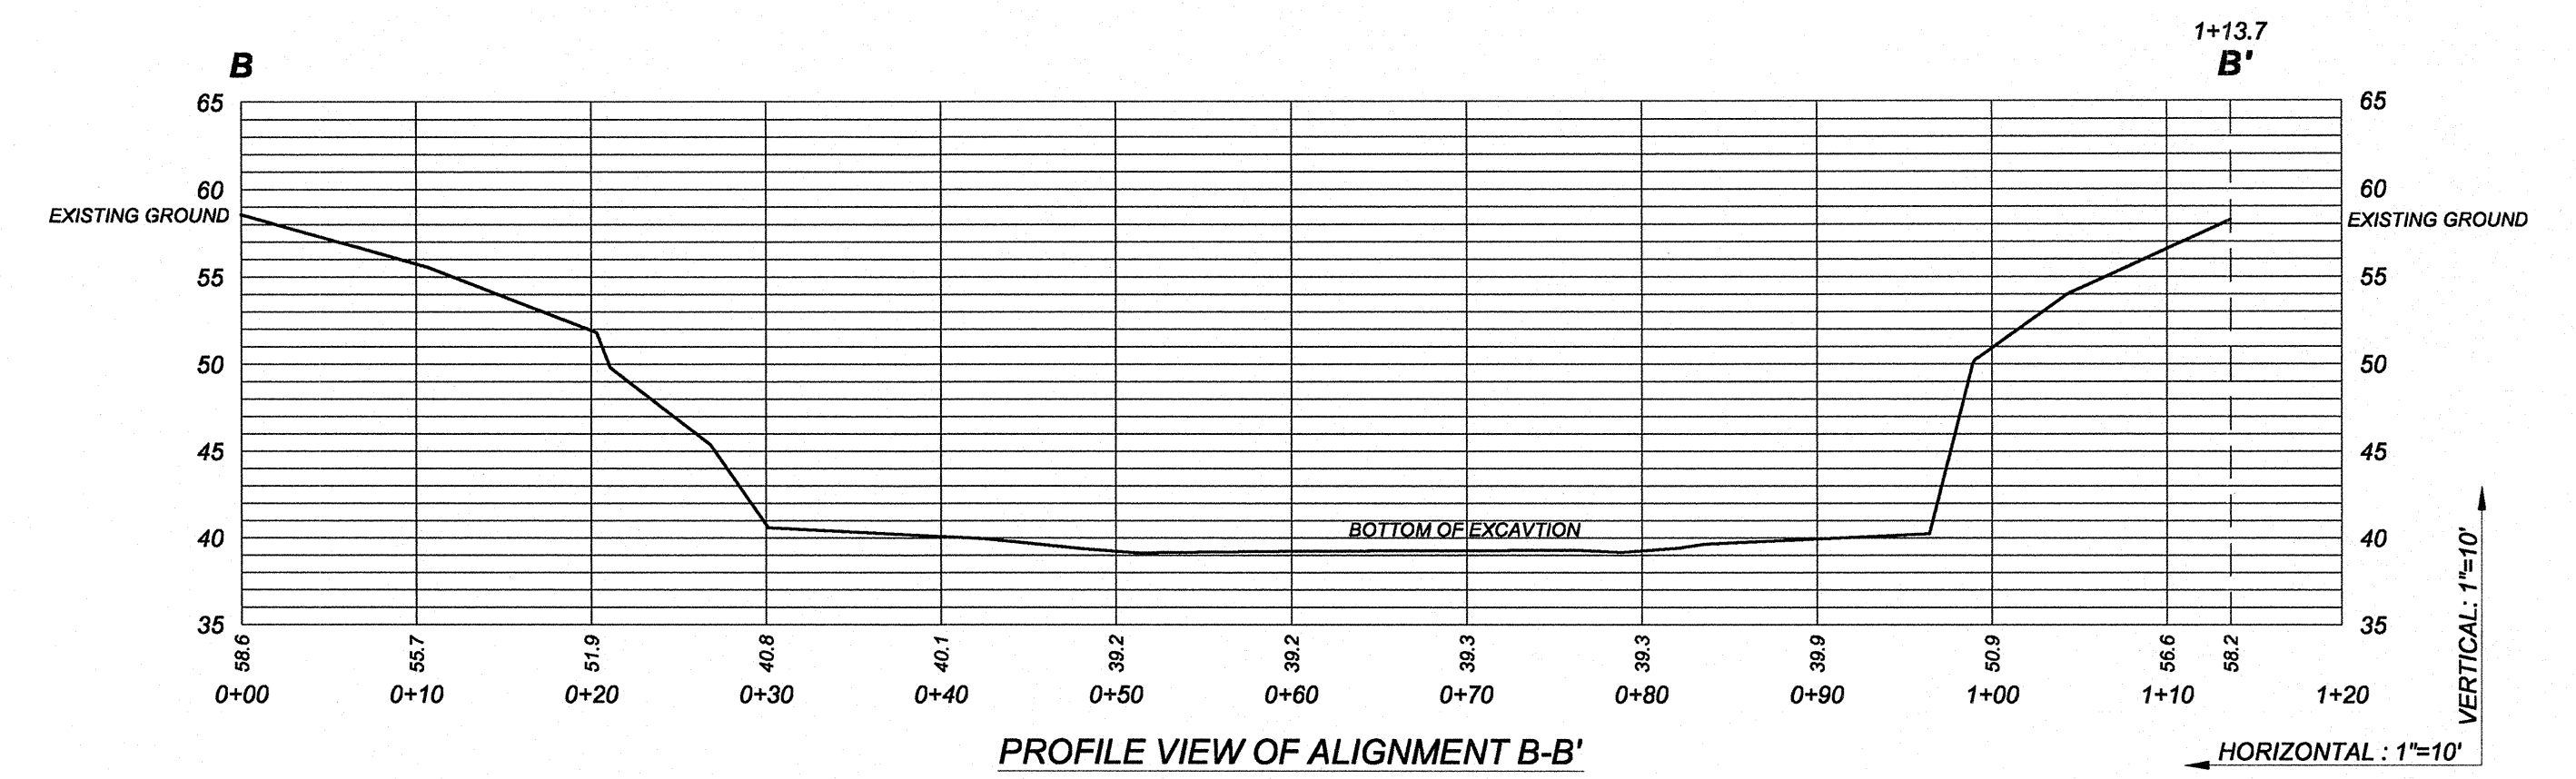 1+13.7
B B'
65 65
60 60
EXISTING GROUND EXISTING GROUND
55 55
50 50
45 45
40 BOTTOM OF EXCAVTION 40
35 35
58.6 55.7 51.9 40.8 40.1 39.2 39.2 39.3 39.3 39.9 50.9 56.6 58.2
0+00 0+10 0+20 0+30 0+40 0+50 0+60 0+70 0+80 0+90 1+00 1+10 1+20
VERTICAL: 1"=10'
PROFILE VIEW OF ALIGNMENT B-B'
HORIZONTAL : 1"=10'